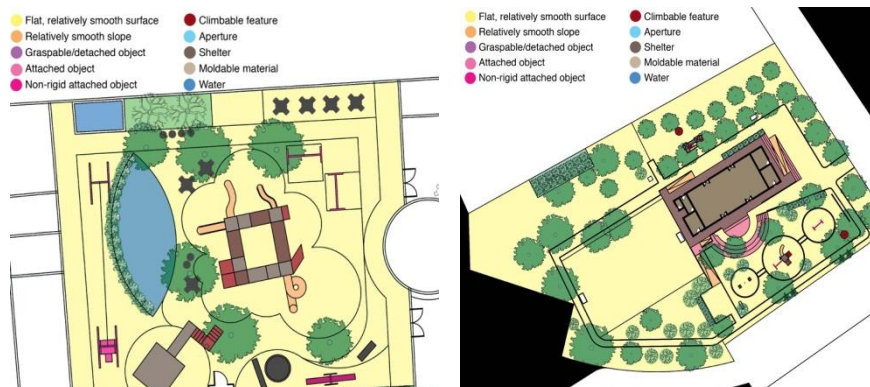 Flat, relatively smooth surface
Relatively smooth slope
Graspable/detached object
Attached object
Non-rigid attached object
Climbable feature
Aperture
Shelter
Moldable material
Water
Flat, relatively smooth surface
Relatively smooth slope
Graspable/detached object
Attached object
Non-rigid attached object
Climbable feature
Aperture
Shelter
Moldable material
Water